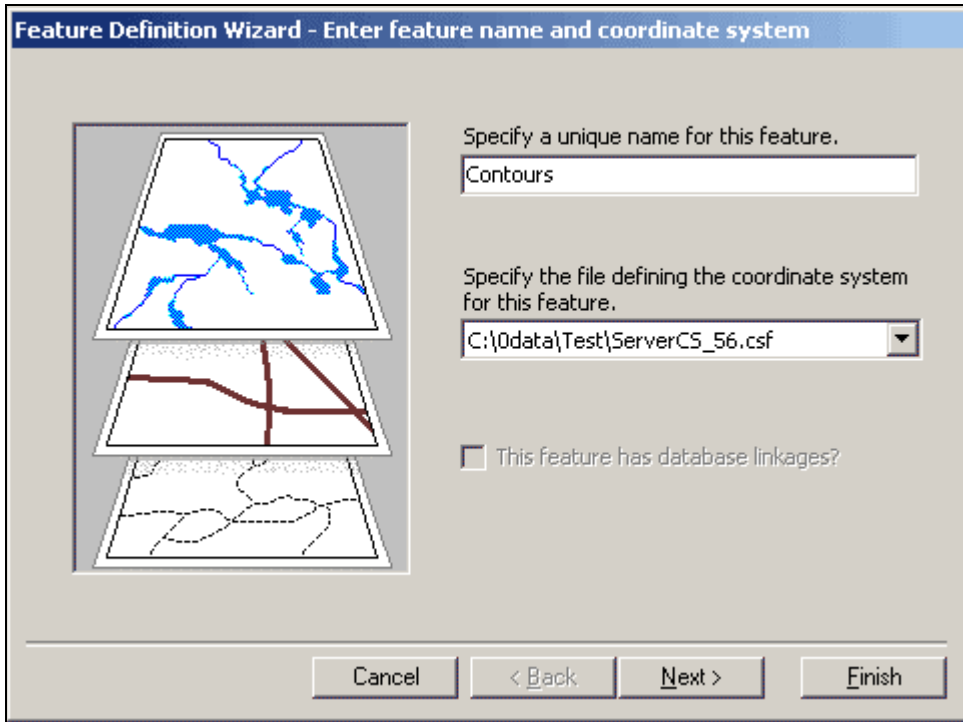 Feature Definition Wizard - Enter feature name and coordinate system
Specify a unique name for this feature.
Contours
Specify the file defining the coordinate system
for this feature.
C:\0data\Test\ServerCS_56.csf
This feature has database linkages?
Cancel
< Back
Next >
Finish